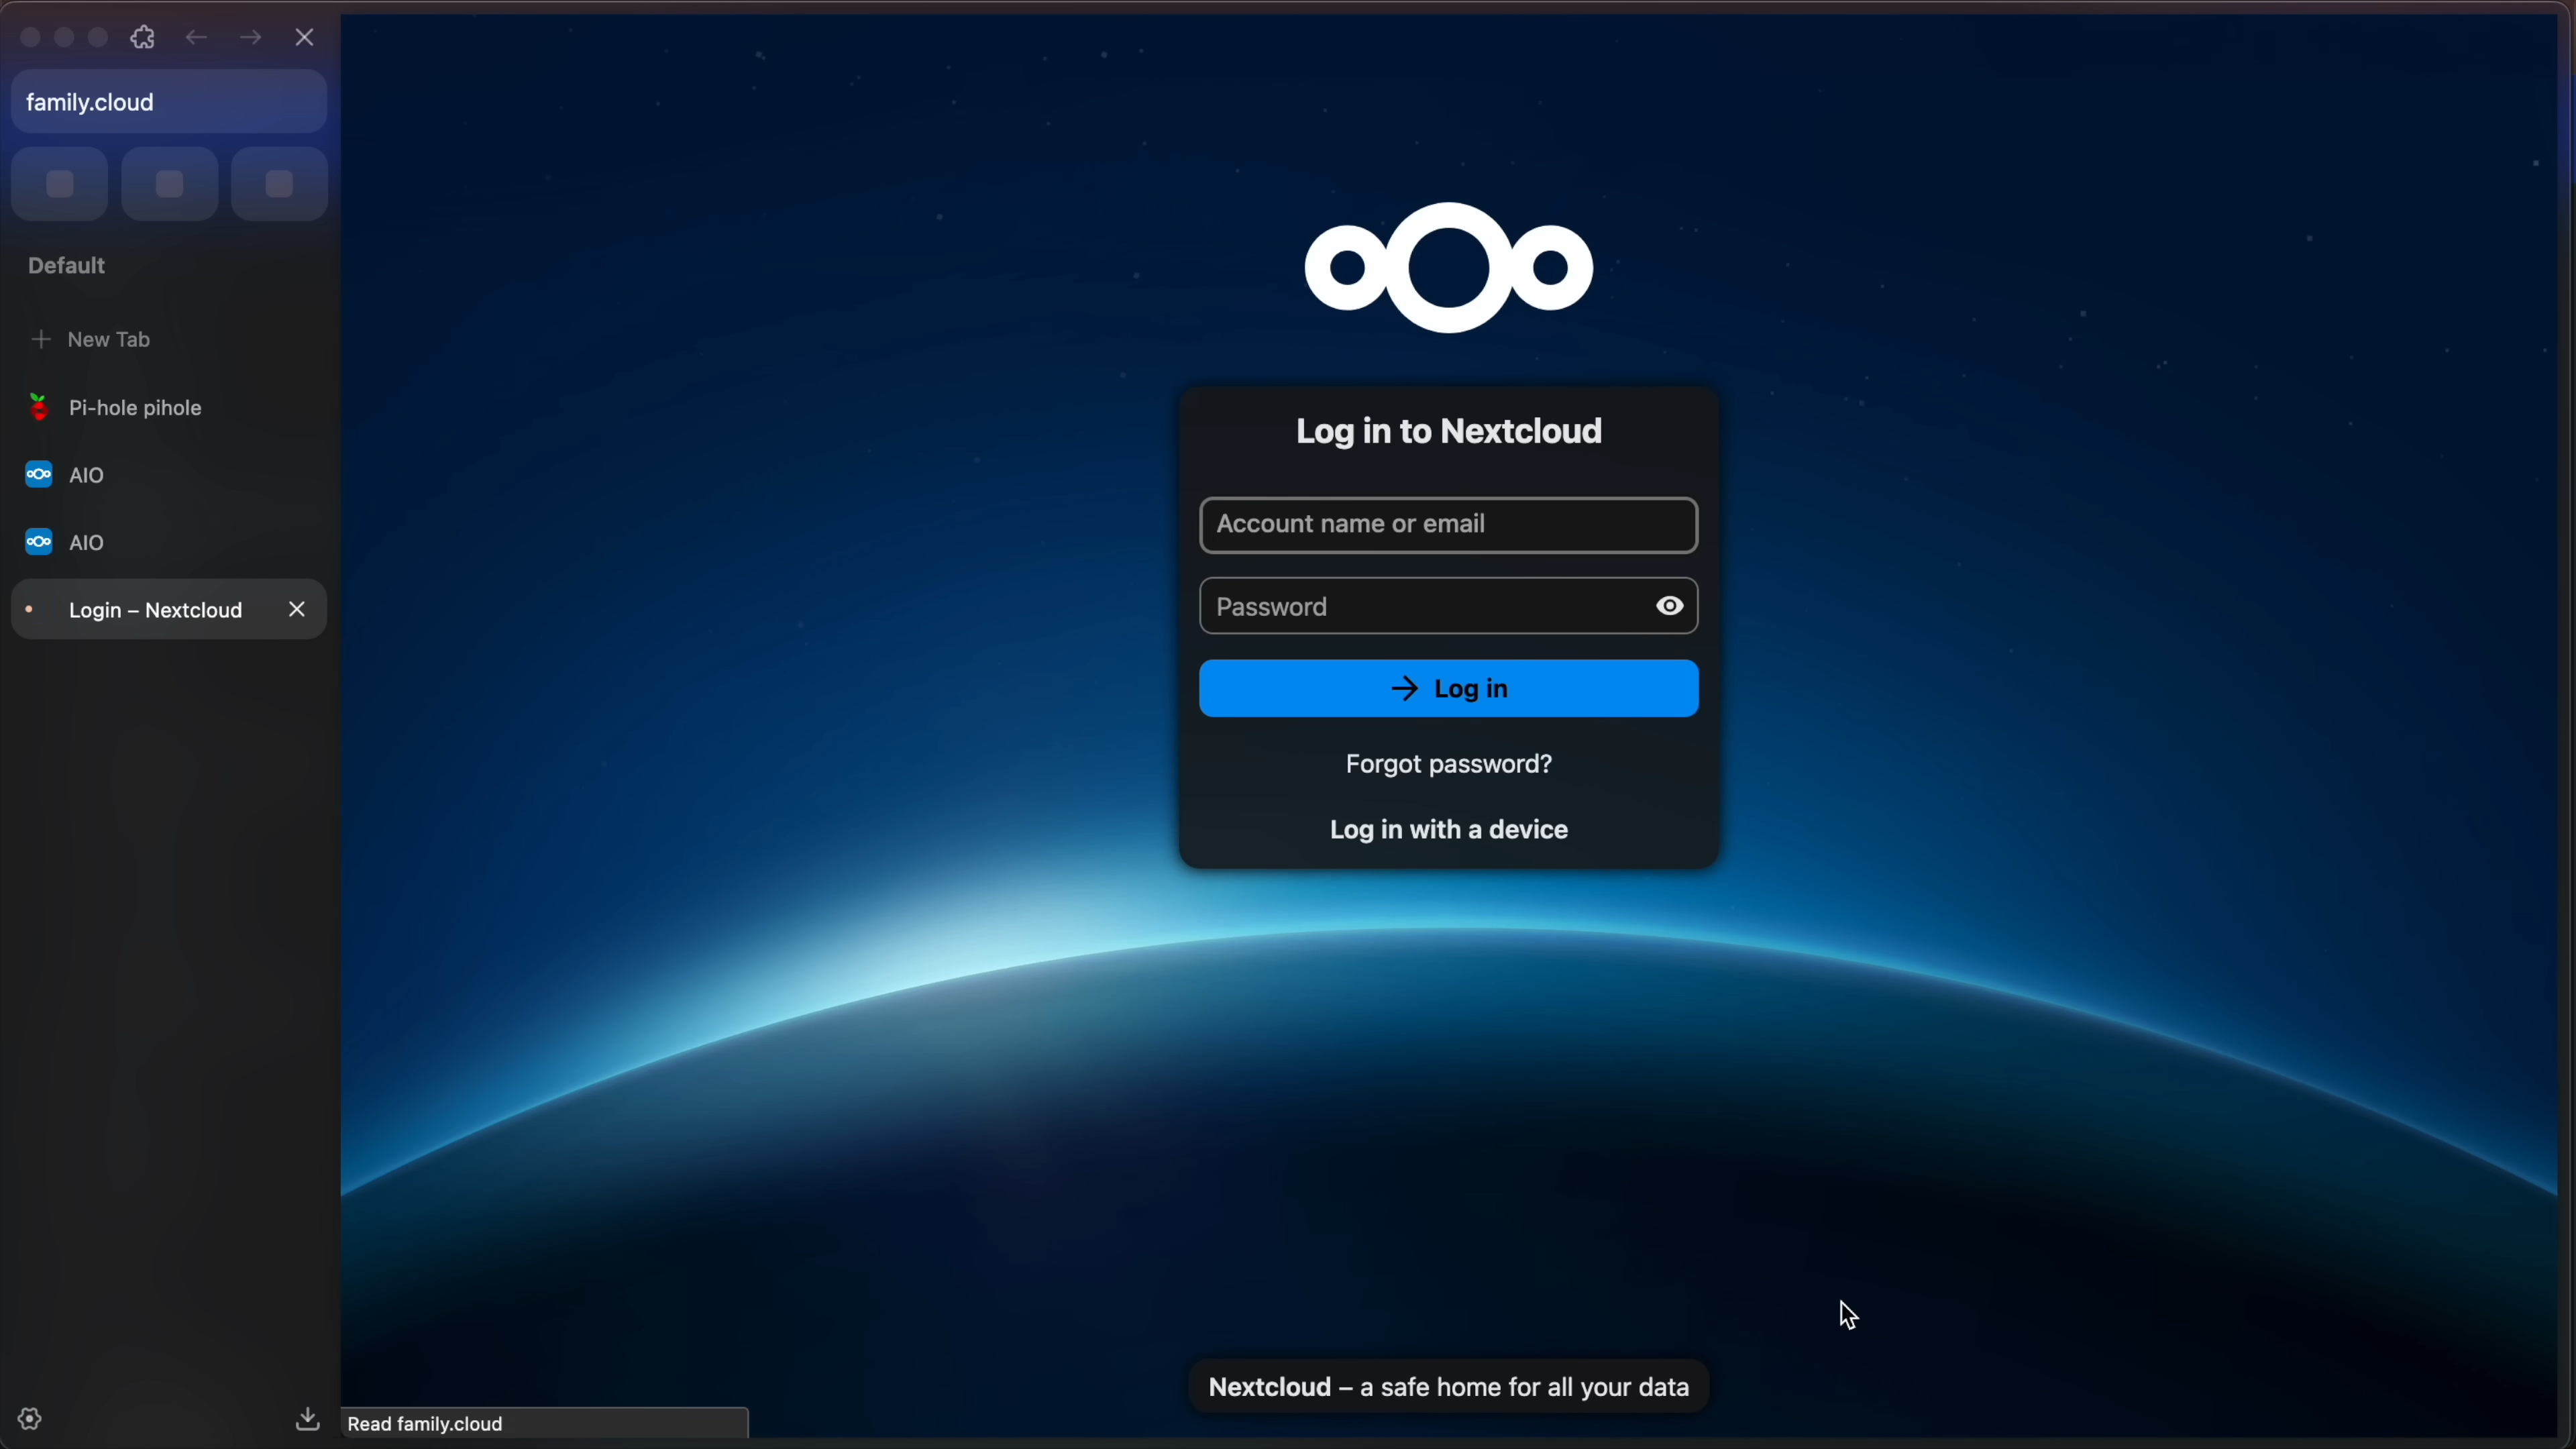 family.cloud
Default
New Tab
Pi-hole pihole
AIO
AIO
Login – Nextcloud
Log in to Nextcloud
Account name or email
Password
Log in
Forgot password?
Log in with a device
Nextcloud – a safe home for all your data
Read family.cloud